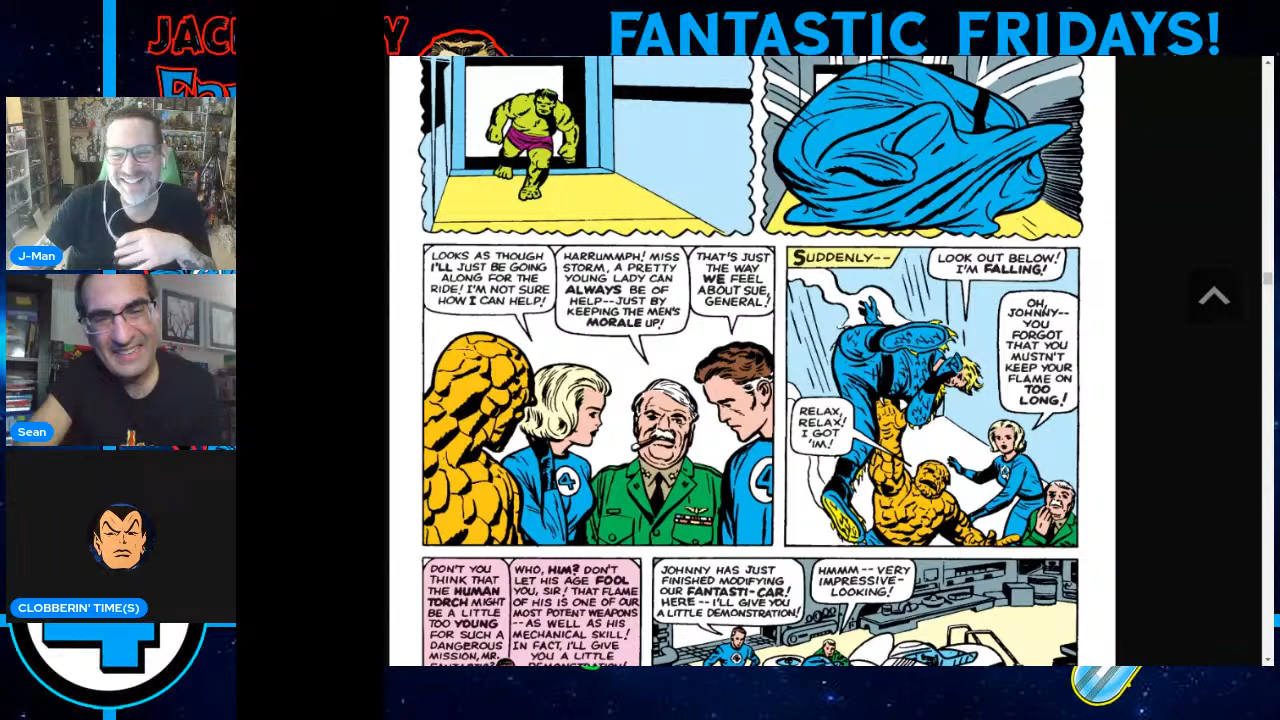 JAC
Y
FANTASTIC FRIDAYS!
J-Man
Sean
CLOBBERIN' TIME(S)
LOOKS AS THOUGH
I'LL JUST BE GOING
ALONG FOR THE
RIDE! I'M NOT SURE
HOW I CAN HELP!
HARRUMMPH! MISS
STORM, A PRETTY
YOUNG LADY CAN
ALWAYS BE OF
HELP--JUST BY
KEEPING THE MEN'S
MORALE UP!
THAT'S JUST
THE WAY
WE FEEL
ABOUT SUE,
GENERAL!
4
4
SUDDENLY--
LOOK OUT BELOW!
I'M FALLING!
OH,
JOHNNY--
YOU
FORGOT
THAT YOU
MUSTN'T
KEEP YOUR
FLAME ON
TOO
LONG!
RELAX,
RELAX!
I GOT
'IM!
DON'T YOU
THINK THAT
THE HUMAN
TORCH MIGHT
BE A LITTLE
TOO YOUNG
FOR SUCH A
DANGEROUS
MISSION, MR.
WHO, HIM? DON'T
LET HIS AGE FOOL
YOU, SIR! THAT FLAME
OF HIS IS ONE OF OUR
MOST POTENT WEAPONS
--AS WELL AS HIS
MECHANICAL SKILL!
IN FACT, I'LL GIVE
YOU A LITTLE
JOHNNY HAS JUST
FINISHED MODIFYING
OUR FANTASTI-CAR!
HERE--I'LL GIVE YOU
A LITTLE DEMONSTRATION!
HMMM--VERY
IMPRESSIVE-
LOOKING!